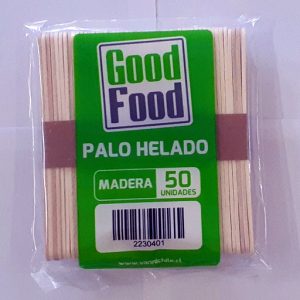 Good
Food
PALO HELADO
MADERA 50
UNIDADES
2230401